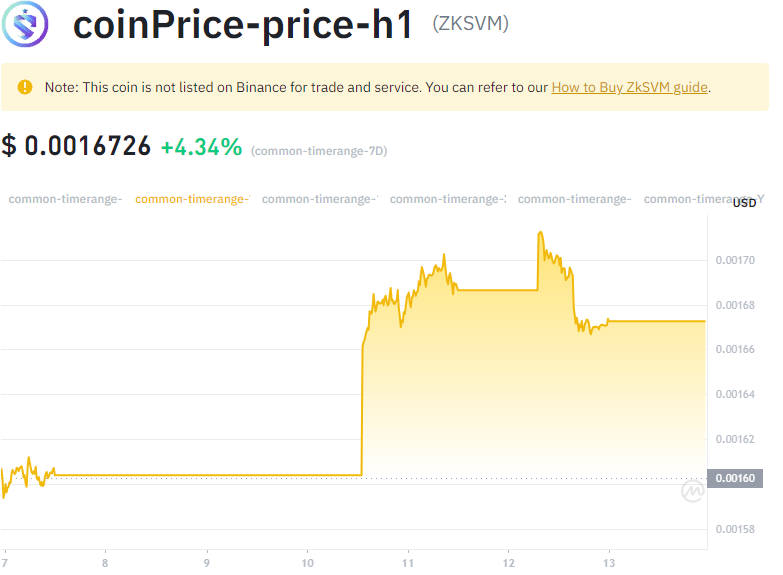 coinPrice-price-h1 (ZKSVM)
Note: This coin is not listed on Binance for trade and service. You can refer to our How to Buy ZkSVM guide.
$ 0.0016726 +4.34% (common-timerange-7D)
common-timerange- common-timerange- common-timerange- common-timerange- common-timerange- common-timerange-Y
USD
0.00170
0.00168
0.00166
0.00164
0.00162
0.00160
0.00158
7 8 9 10 11 12 13